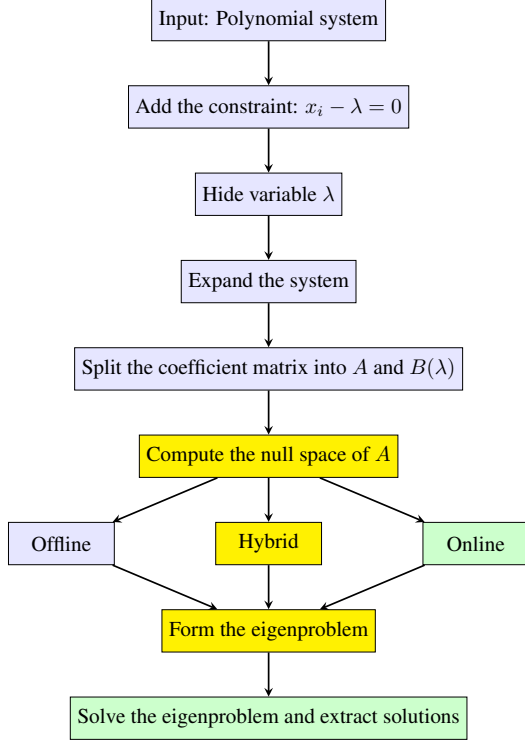 Input: Polynomial system
Add the constraint: x_i − λ = 0
Hide variable λ
Expand the system
Split the coefficient matrix into A and B(λ)
Compute the null space of A
Offline
Hybrid
Online
Form the eigenproblem
Solve the eigenproblem and extract solutions